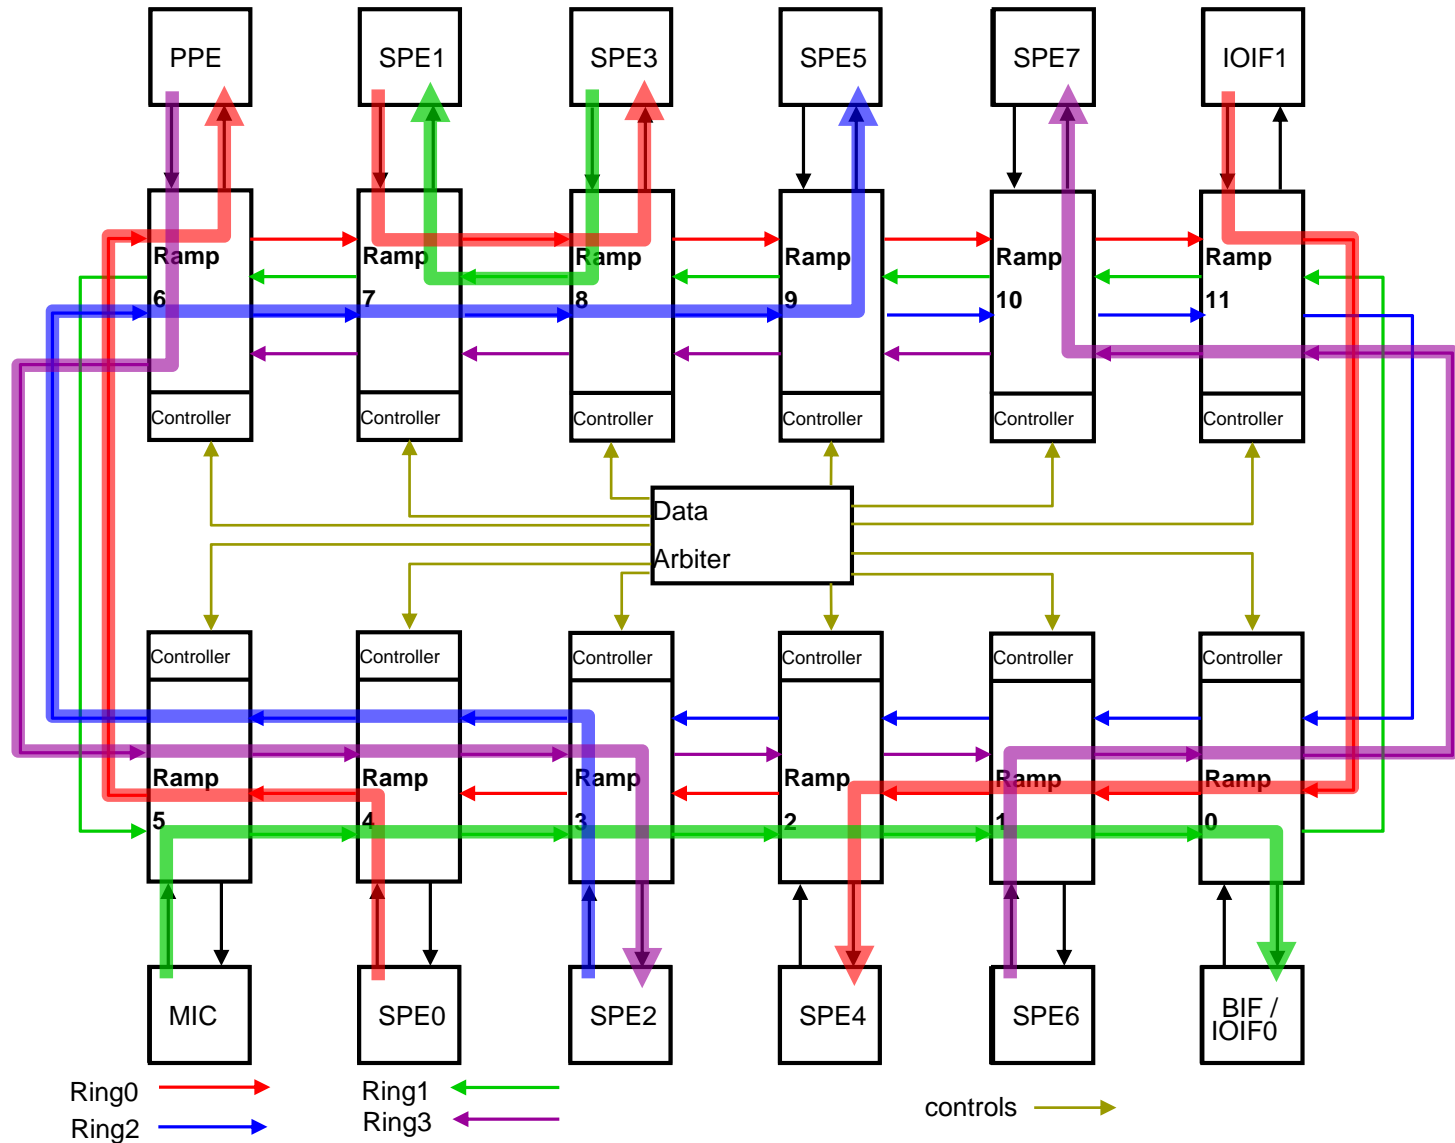 PPE
SPE1
SPE3
SPE5
SPE7
IOIF1
Ramp
6
Ramp
7
Ramp
8
Ramp
9
Ramp
10
Ramp
11
Controller
Controller
Controller
Controller
Controller
Controller
Data
Arbiter
Controller
Controller
Controller
Controller
Controller
Controller
Ramp
5
Ramp
4
Ramp
3
Ramp
2
Ramp
1
Ramp
0
MIC
SPE0
SPE2
SPE4
SPE6
BIF /
IOIF0
Ring0
Ring1
Ring2
Ring3
controls